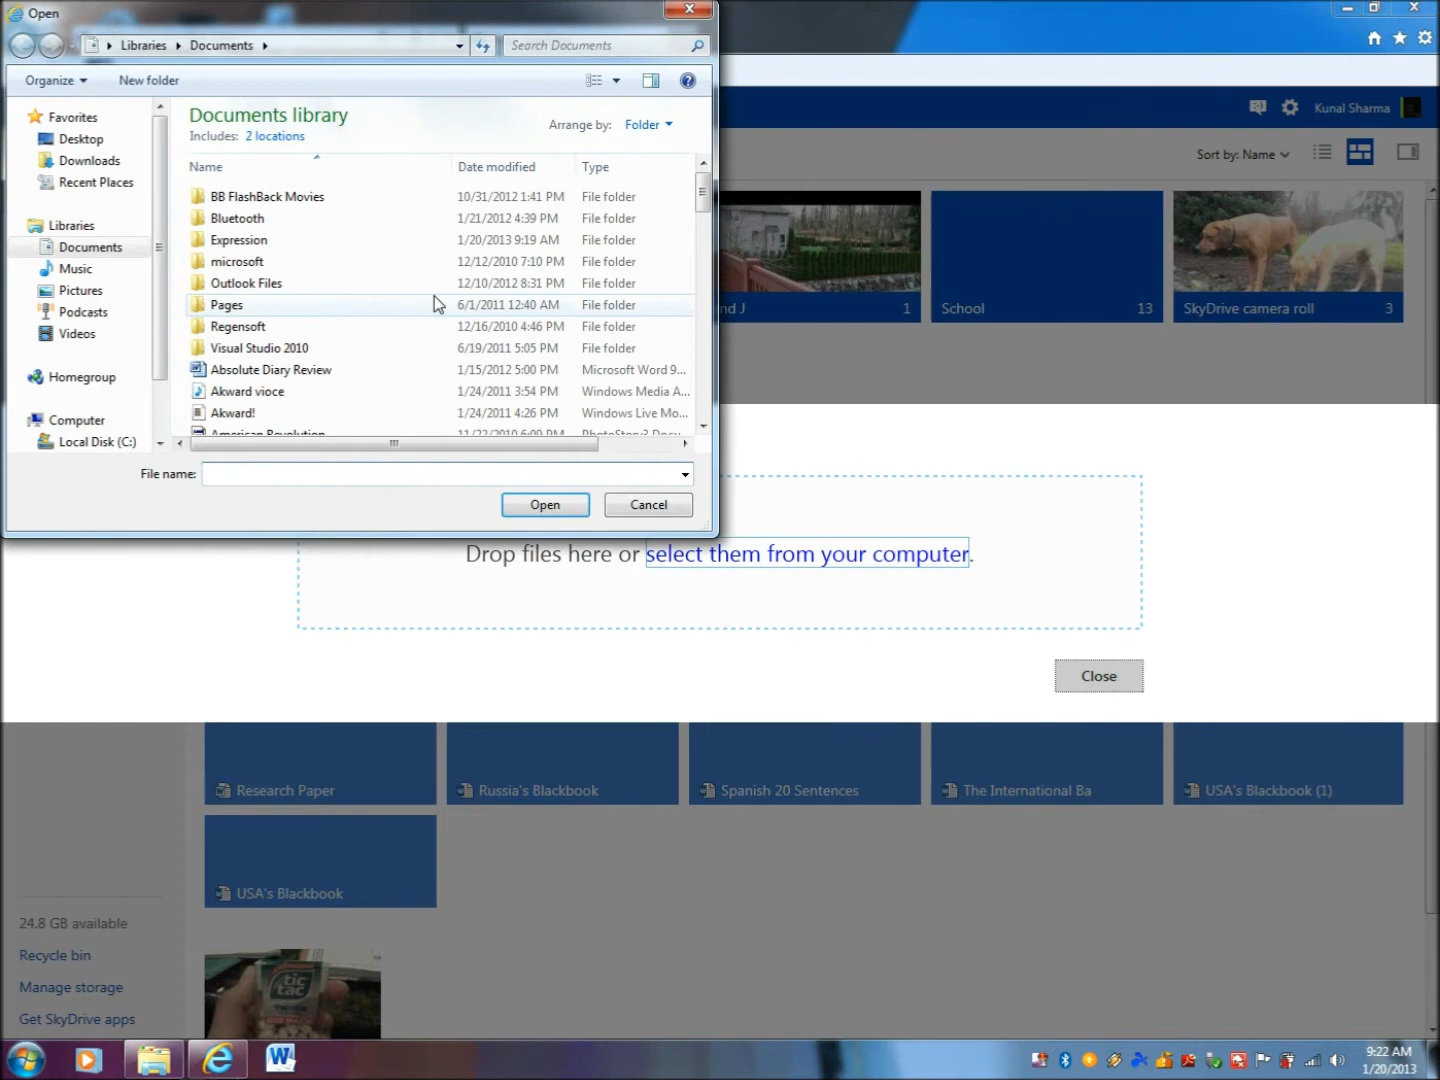 Open
Libraries Documents
Search Documents
Organize New folder
Documents library
Includes: 2 locations
Arrange by: Folder
Name Date modified Type
Favorites
Desktop
Downloads
Recent Places
Libraries
Documents
Music
Pictures
Podcasts
Videos
Homegroup
Computer
Local Disk (C:)
BB FlashBack Movies 10/31/2012 1:41 PM File folder
Bluetooth 1/21/2012 4:39 PM File folder
Expression 1/20/2013 9:19 AM File folder
microsoft 12/12/2010 7:10 PM File folder
Outlook Files 12/10/2012 8:31 PM File folder
Pages 6/1/2011 12:40 AM File folder
Regensoft 12/16/2010 4:46 PM File folder
Visual Studio 2010 6/19/2011 5:05 PM File folder
Absolute Diary Review 1/15/2012 5:00 PM Microsoft Word 9...
Akward vioce 1/24/2011 3:54 PM Windows Media A...
Akward! 1/24/2011 4:26 PM Windows Live Mo...
American Revolution 11/22/2010 6:09 PM PhotoStory3 Docu...
File name:
Open Cancel
Kunal Sharma
Sort by: Name
nd J 1
School 13
SkyDrive camera roll 3
Drop files here or select them from your computer.
Close
Research Paper
Russia's Blackbook
Spanish 20 Sentences
The International Ba
USA's Blackbook (1)
USA's Blackbook
24.8 GB available
Recycle bin
Manage storage
Get SkyDrive apps
tic tac
9:22 AM
1/20/2013